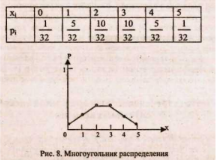 xᵢ 0 1 2 3 4 5
pᵢ 1/32 5/32 10/32 10/32 5/32 1/32
P
1
0 1 2 3 4 5 x
Рис. 8. Многоугольник распределения